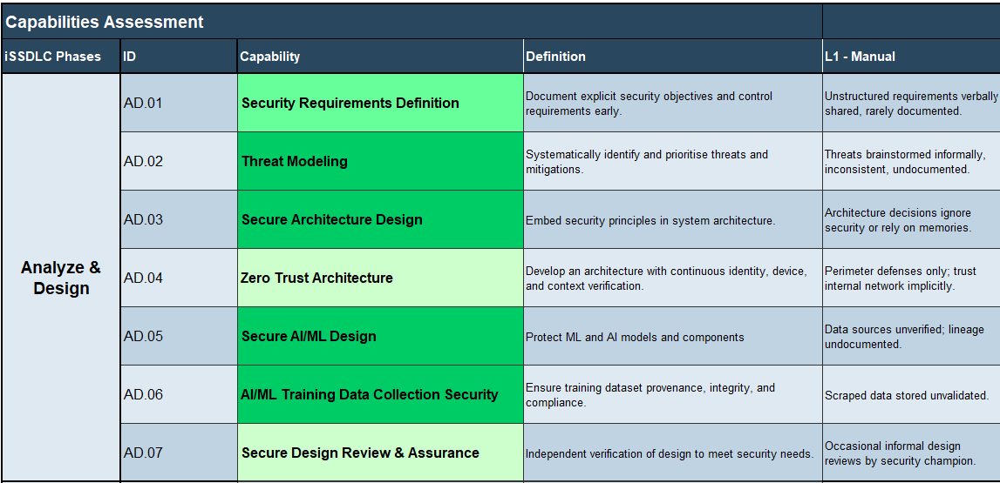 Capabilities Assessment
iSSDLC Phases ID Capability Definition L1 - Manual
Analyze &
Design
AD.01 Security Requirements Definition
Document explicit security objectives and control
requirements early.
Unstructured requirements verbally
shared, rarely documented.
AD.02 Threat Modeling
Systematically identify and prioritise threats and
mitigations.
Threats brainstormed informally,
inconsistent, undocumented.
AD.03 Secure Architecture Design
Embed security principles in system architecture.
Architecture decisions ignore
security or rely on memories.
AD.04 Zero Trust Architecture
Develop an architecture with continuous identity, device,
and context verification.
Perimeter defenses only; trust
internal network implicitly.
AD.05 Secure AI/ML Design
Protect ML and AI models and components
Data sources unverified; lineage
undocumented.
AD.06 AI/ML Training Data Collection Security
Ensure training dataset provenance, integrity, and
compliance.
Scraped data stored unvalidated.
AD.07 Secure Design Review & Assurance
Independent verification of design to meet security needs.
Occasional informal design
reviews by security champion.